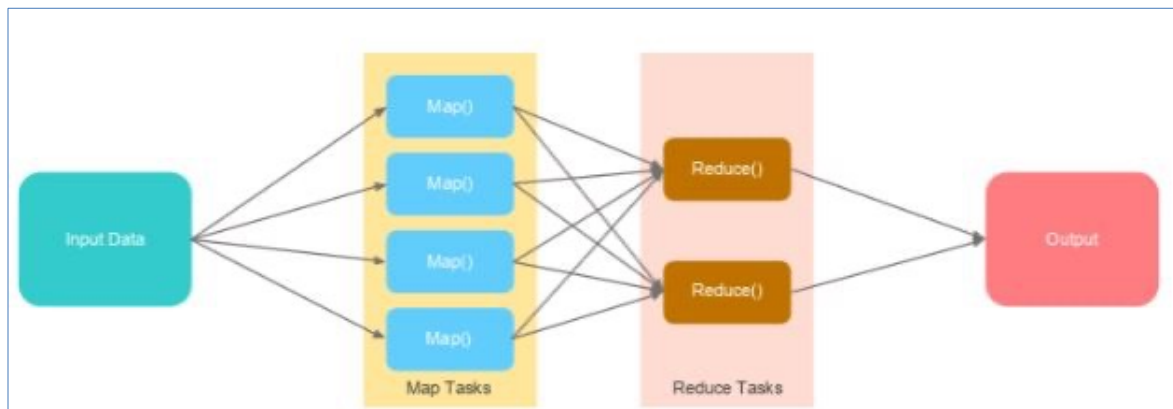 Input Data
Map()
Map()
Map()
Map()
Map Tasks
Reduce()
Reduce()
Reduce Tasks
Output